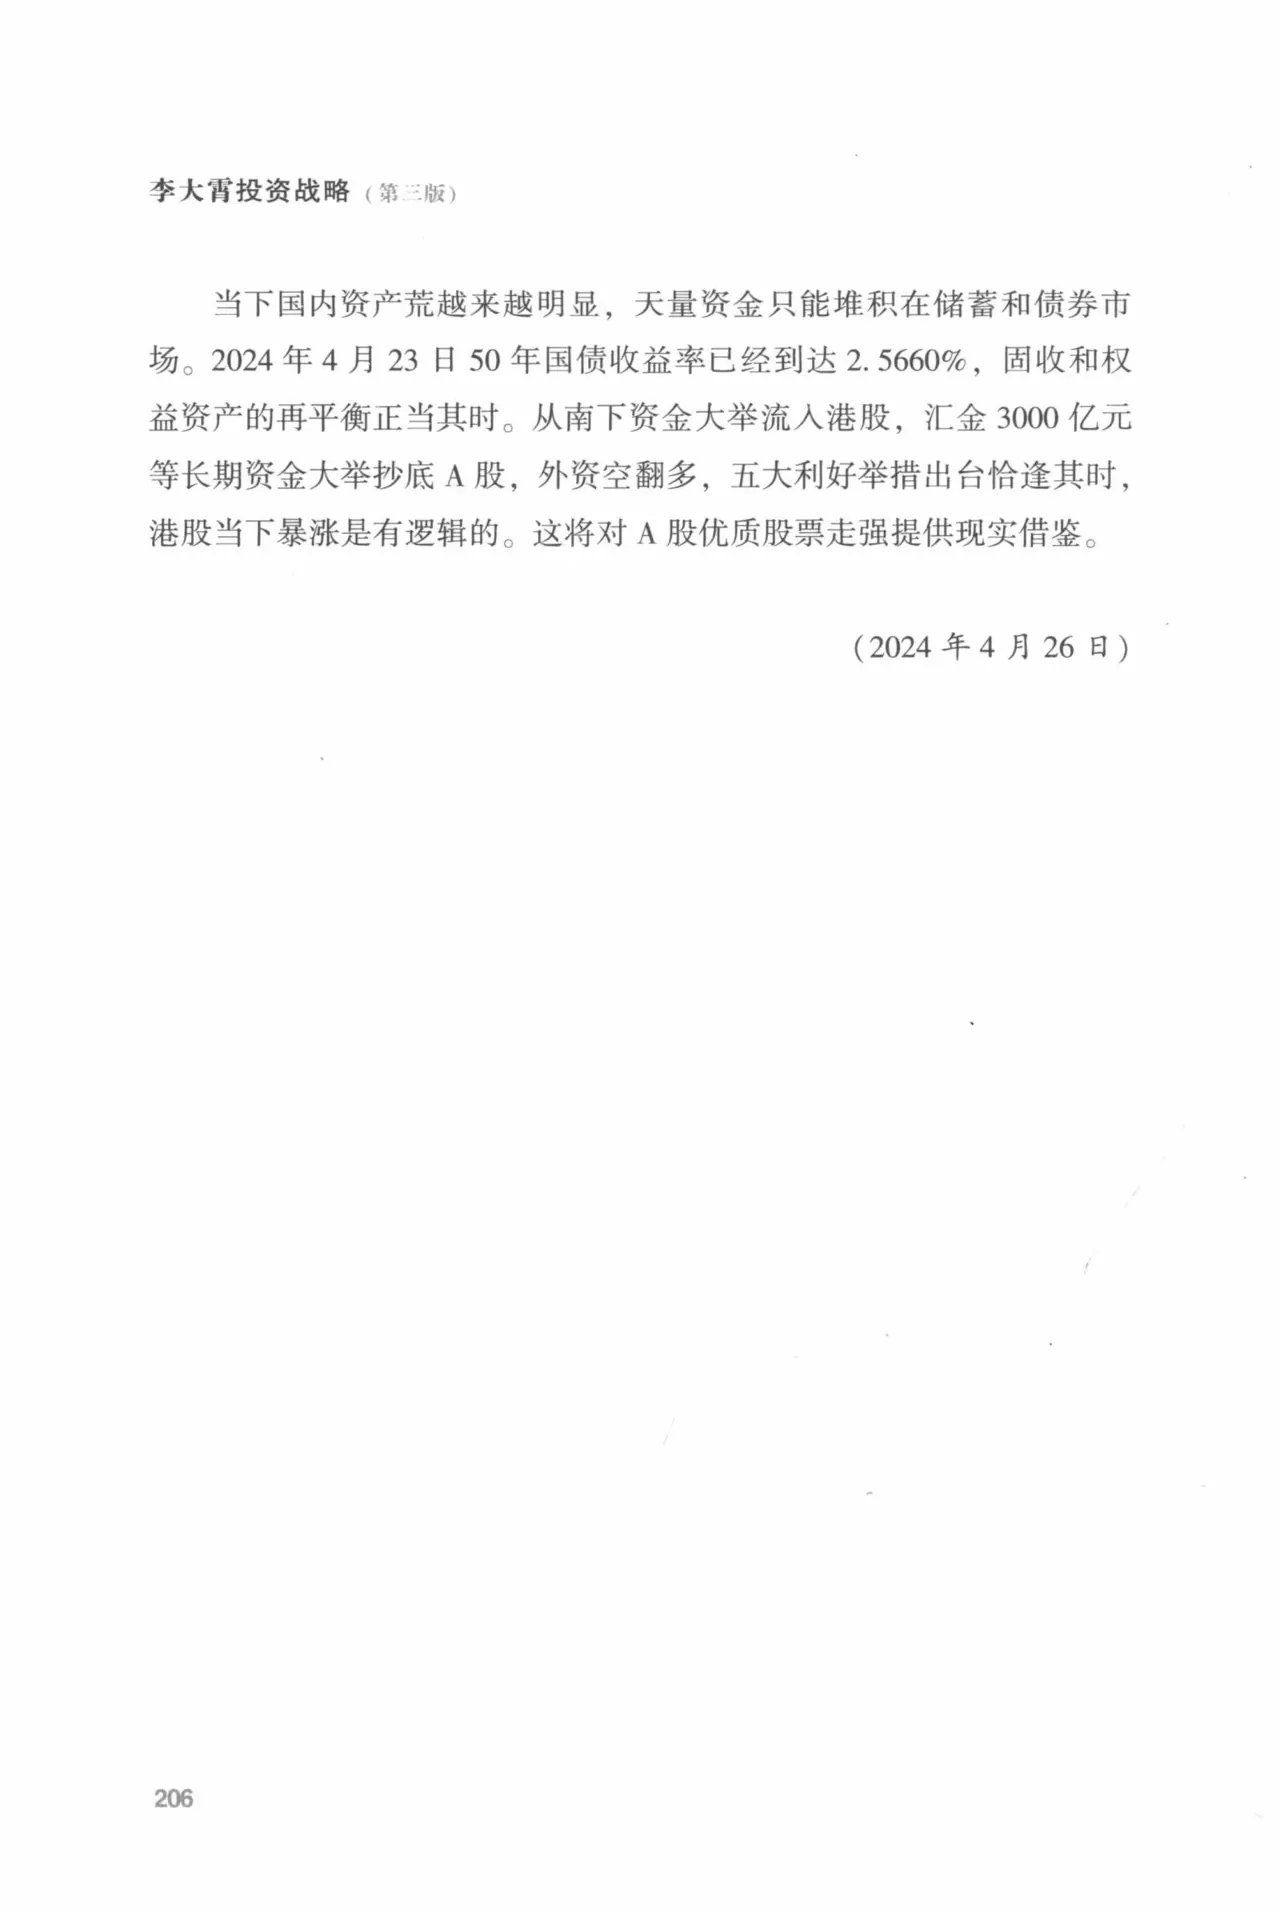 李大霄投资战略（第三版）
当下国内资产荒越来越明显，天量资金只能堆积在储蓄和债券市
场。2024 年 4 月 23 日 50 年国债收益率已经到达 2.5660%，固收和权
益资产的再平衡正当其时。从南下资金大举流入港股，汇金 3000 亿元
等长期资金大举抄底 A 股，外资空翻多，五大利好举措出台恰逢其时，
港股当下暴涨是有逻辑的。这将对 A 股优质股票走强提供现实借鉴。
（2024 年 4 月 26 日）
206